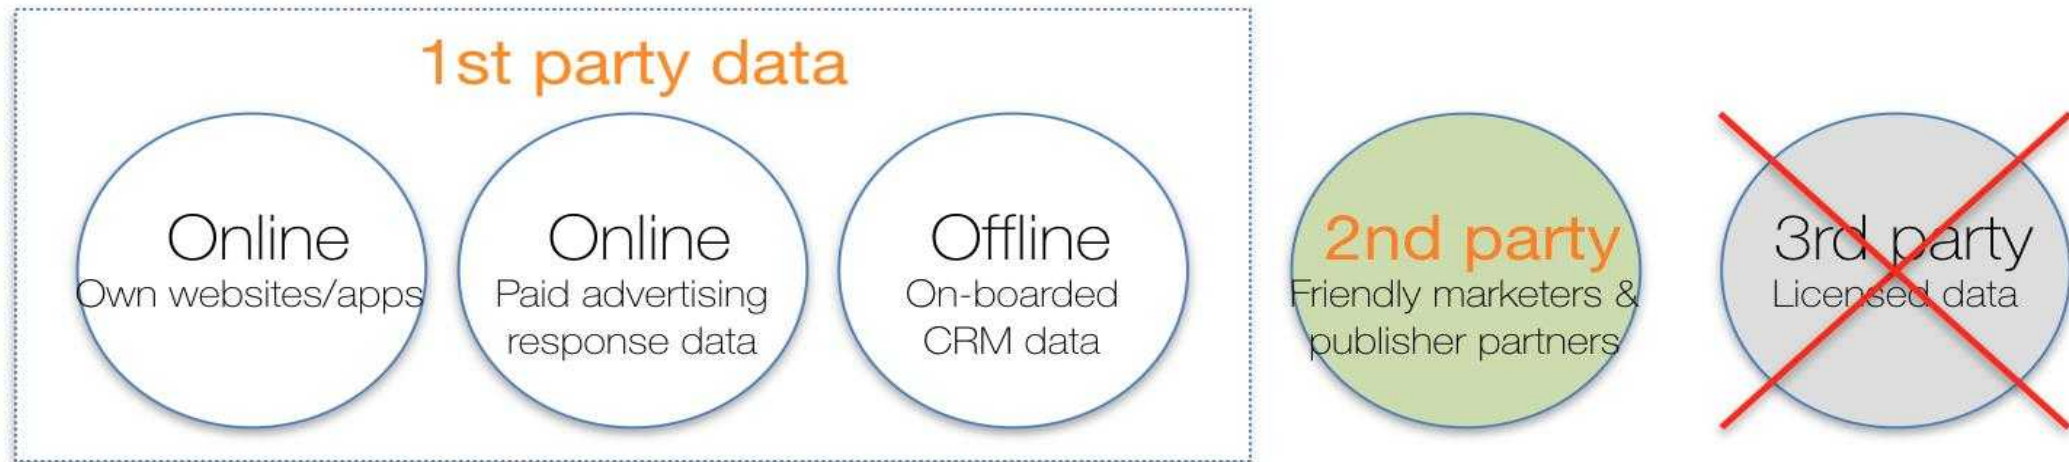 1st party data
Online
Own websites/apps
Online
Paid advertising
response data
Offline
On-boarded
CRM data
2nd party
Friendly marketers &
publisher partners
3rd party
Licensed data